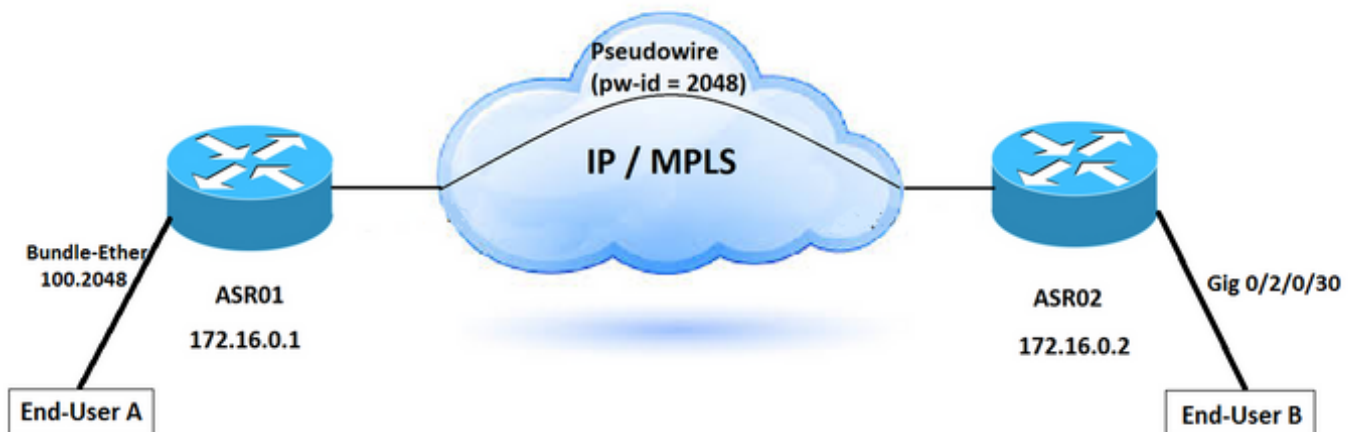 Pseudowire
(pw-id = 2048)
IP / MPLS
Bundle-Ether
100.2048
ASR01
172.16.0.1
End-User A
Gig 0/2/0/30
ASR02
172.16.0.2
End-User B